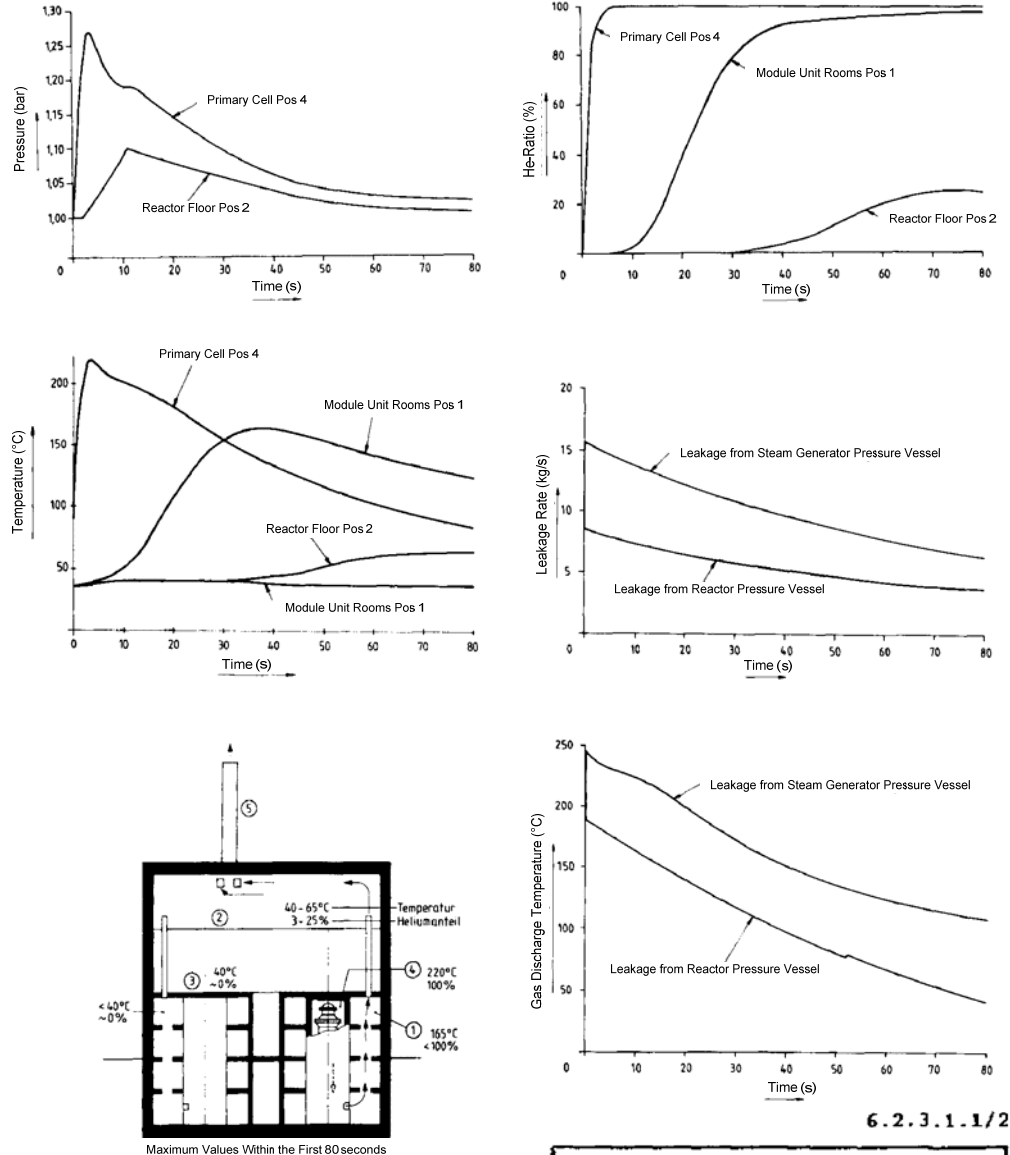 1,30
1,25
1,20
1,10
1,05
1,00
0 10 20 30 40 50 60 70 80
Pressure (bar)
Primary Cell Pos 4
Reactor Floor Pos 2
Time (s)
100
80
60
40
20
0 10 20 30 40 50 60 70 80
He-Ratio (%)
Primary Cell Pos 4
Module Unit Rooms Pos 1
Reactor Floor Pos 2
Time (s)
200
150
100
50
0 10 20 30 40 50 60 70 80
Temperature (°C)
Primary Cell Pos 4
Module Unit Rooms Pos 1
Reactor Floor Pos 2
Module Unit Rooms Pos 1
Time (s)
20
15
10
5
0 10 20 30 40 50 60 70 80
Leakage Rate (kg/s)
Leakage from Steam Generator Pressure Vessel
Leakage from Reactor Pressure Vessel
Time (s)
5
40-65°C Temperatur
2 3-25% Heliumanteil
3 40°C
~0%
4 220°C
100%
<40°C
~0%
1 165°C
<100%
Maximum Values Within the First 80 seconds
250
200
150
100
50
0 10 20 30 40 50 60 70 80
Gas Discharge Temperature (°C)
Leakage from Steam Generator Pressure Vessel
Leakage from Reactor Pressure Vessel
Time (s)
6.2.3.1.1/2